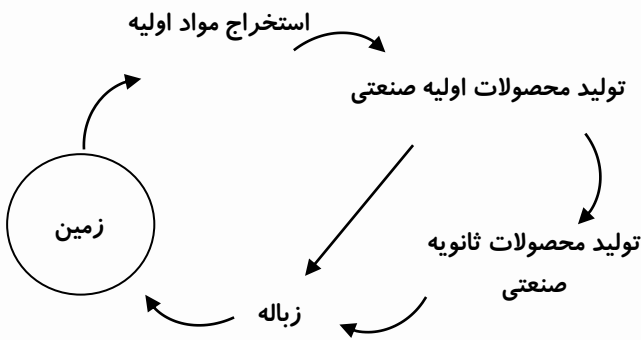 استخراج مواد اولیه
تولید محصولات اولیه صنعتی
زمین
تولید محصولات ثانویه
صنعتی
زباله